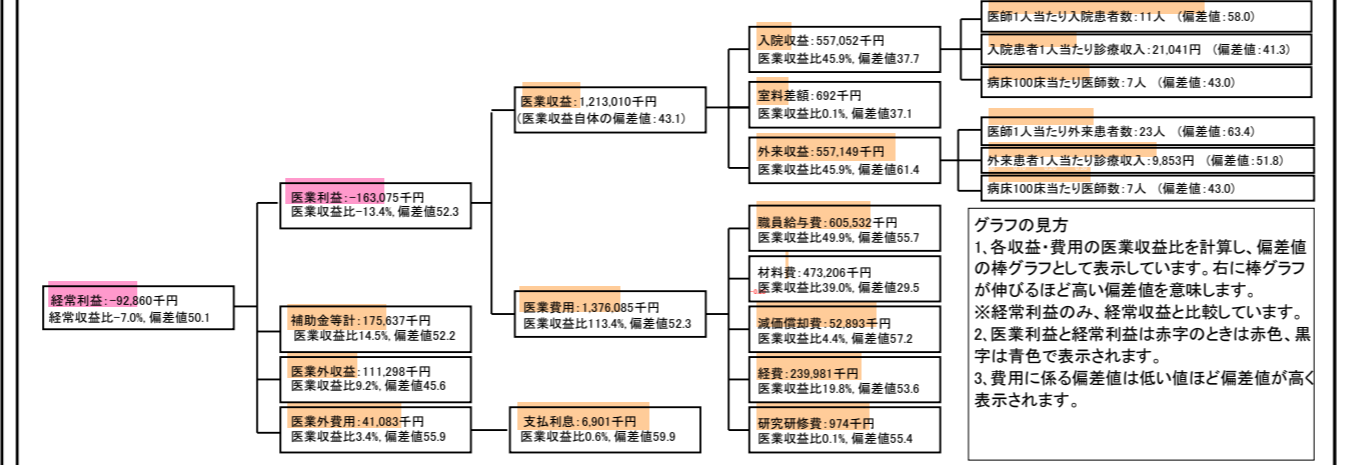 医師1人当たり入院患者数:11人 (偏差値:58.0)
入院収益:557,052千円
医業収益比45.9%, 偏差値37.7
入院患者1人当たり診療収入:21,041円 (偏差値:41.3)
病床100床当たり医師数:7人 (偏差値:43.0)
医業収益:1,213,010千円
(医業収益自体の偏差値:43.1)
室料差額:692千円
医業収益比0.1%, 偏差値37.1
医師1人当たり外来患者数:23人 (偏差値:63.4)
外来収益:557,149千円
医業収益比45.9%, 偏差値61.4
外来患者1人当たり診療収入:9,853円 (偏差値:51.8)
病床100床当たり医師数:7人 (偏差値:43.0)
医業利益:-163,075千円
医業収益比-13.4%, 偏差値52.3
職員給与費:605,532千円
医業収益比49.9%, 偏差値55.7
材料費:473,206千円
医業収益比39.0%, 偏差値29.5
経常利益:-92,860千円
経常収益比-7.0%, 偏差値50.1
医業費用:1,376,085千円
医業収益比113.4%, 偏差値52.3
補助金等計:175,637千円
医業収益比14.5%, 偏差値52.2
減価償却費:52,893千円
医業収益比4.4%, 偏差値57.2
医業外収益:111,298千円
医業収益比9.2%, 偏差値45.6
経費:239,981千円
医業収益比19.8%, 偏差値53.6
医業外費用:41,083千円
医業収益比3.4%, 偏差値55.9
支払利息:6,901千円
医業収益比0.6%, 偏差値59.9
研究研修費:974千円
医業収益比0.1%, 偏差値55.4
グラフの見方
1、各収益・費用の医業収益比を計算し、偏差値
の棒グラフとして表示しています。右に棒グラフ
が伸びるほど高い偏差値を意味します。
※経常利益のみ、経常収益と比較しています。
2、医業利益と経常利益は赤字のときは赤色、黒
字は青色で表示されます。
3、費用に係る偏差値は低い値ほど偏差値が高く
表示されます。